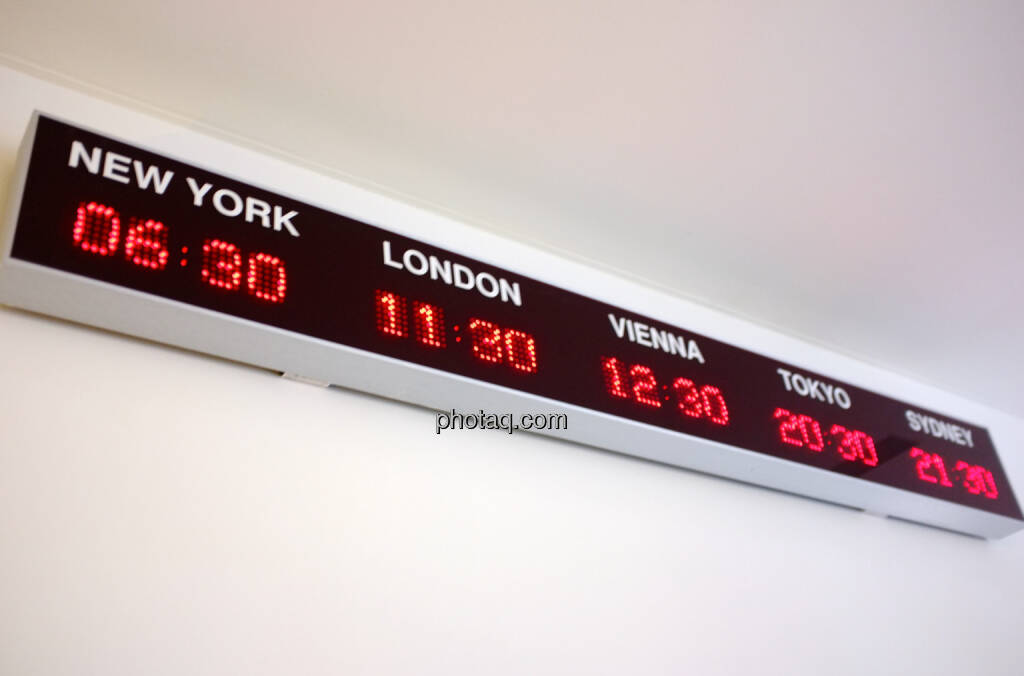 NEW YORK
06:30
LONDON
11:30
VIENNA
12:30
TOKYO
20:30
SYDNEY
21:30
photaq.com